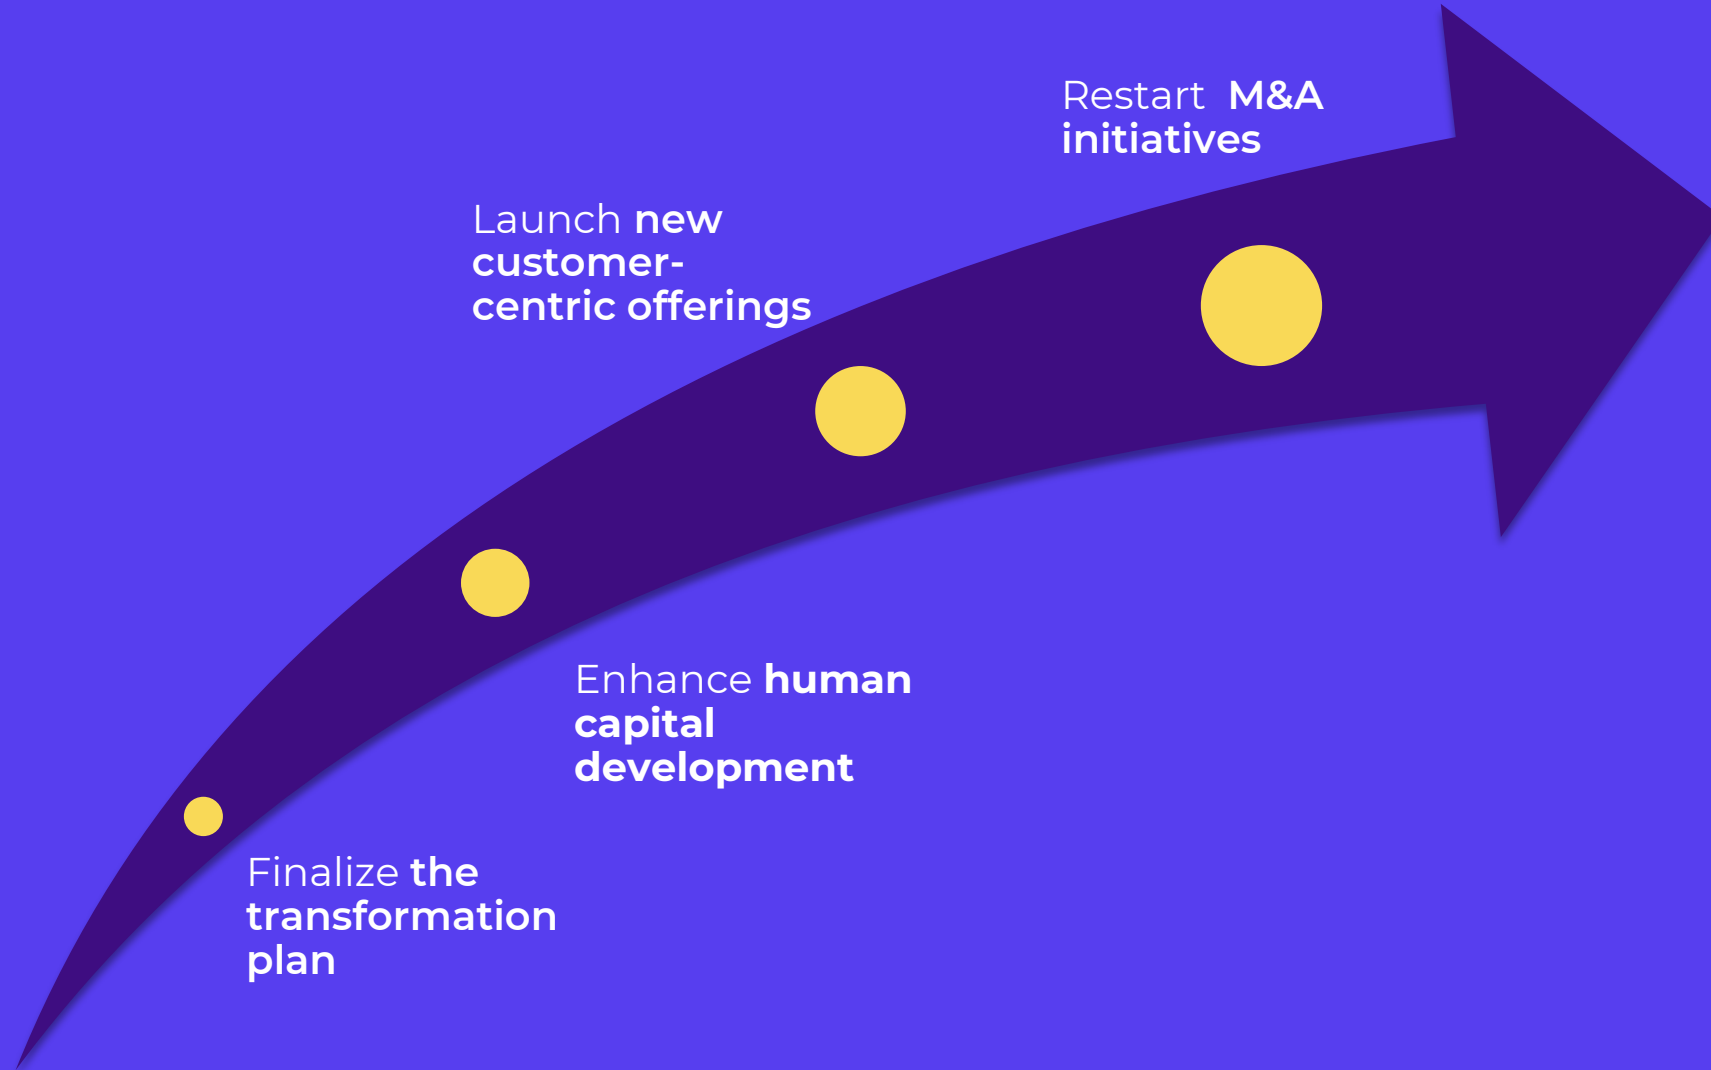 Restart M&A
initiatives
Launch new
customer-
centric offerings
Enhance human
capital
development
Finalize the
transformation
plan